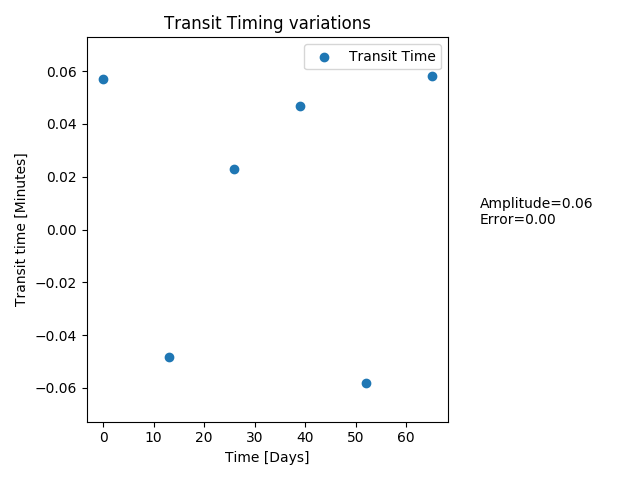 Transit Timing variations
Transit Time
0.06
0.04
0.02
0.00
−0.02
−0.04
−0.06
Transit time [Minutes]
Amplitude=0.06
Error=0.00
0 10 20 30 40 50 60
Time [Days]